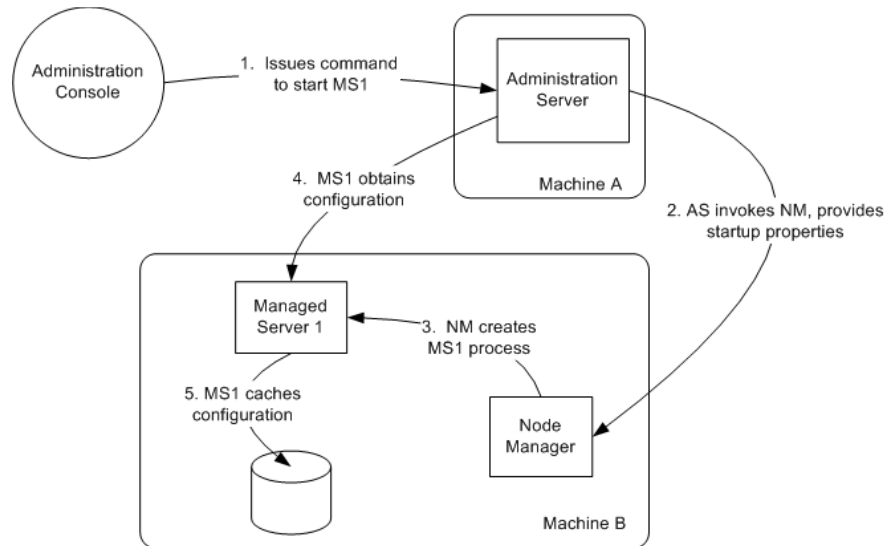 Administration
Console
1. Issues command
to start MS1
Administration
Server
Machine A
4. MS1 obtains
configuration
2. AS invokes NM, provides
startup properties
Managed
Server 1
3. NM creates
MS1 process
5. MS1 caches
configuration
Node
Manager
Machine B